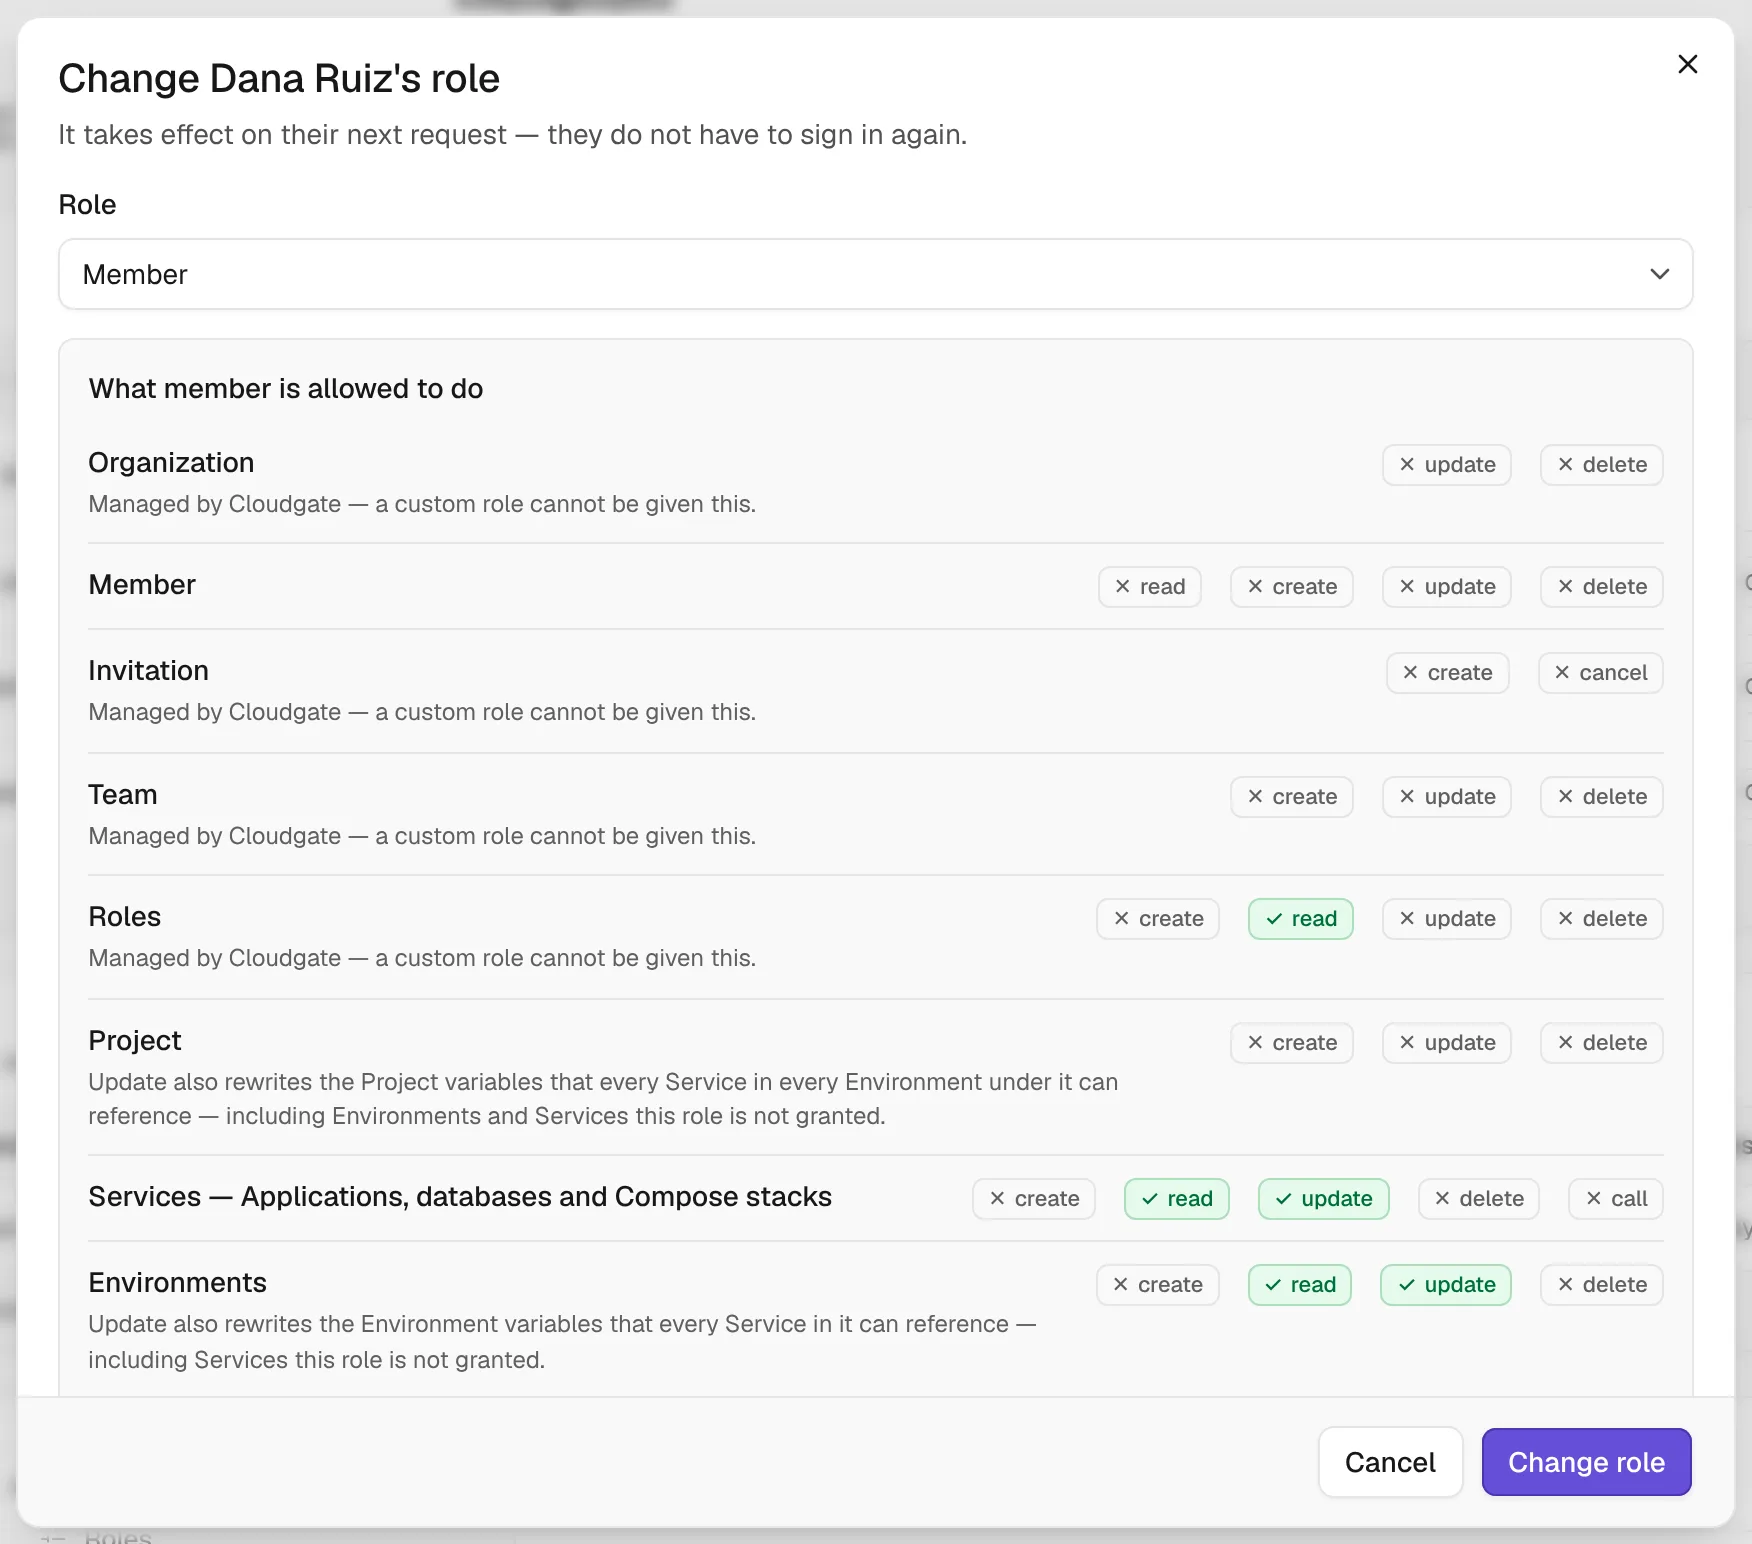 Change Dana Ruiz's role
It takes effect on their next request — they do not have to sign in again.
Role
Member
What member is allowed to do
Organization
update delete
Managed by Cloudgate — a custom role cannot be given this.
Member
read create update delete
Invitation
create cancel
Managed by Cloudgate — a custom role cannot be given this.
Team
create update delete
Managed by Cloudgate — a custom role cannot be given this.
Roles
create read update delete
Managed by Cloudgate — a custom role cannot be given this.
Project
create update delete
Update also rewrites the Project variables that every Service in every Environment under it can
reference — including Environments and Services this role is not granted.
Services — Applications, databases and Compose stacks
create read update delete call
Environments
create read update delete
Update also rewrites the Environment variables that every Service in it can reference —
including Services this role is not granted.
Cancel Change role
Roles